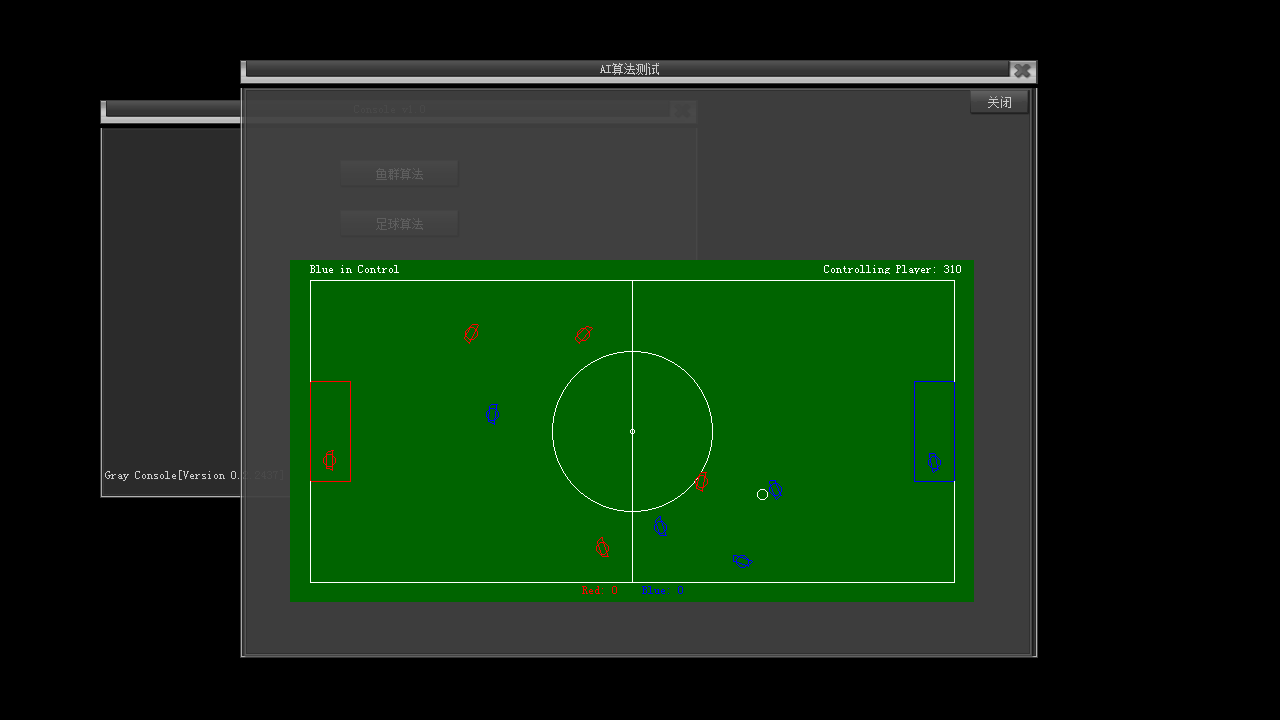 AI算法测试
关闭
Console v1.0
鱼群算法
足球算法
Blue in Control
Controlling Player: 310
Gray Console[Version 0.
Red: 0
Blue: 0